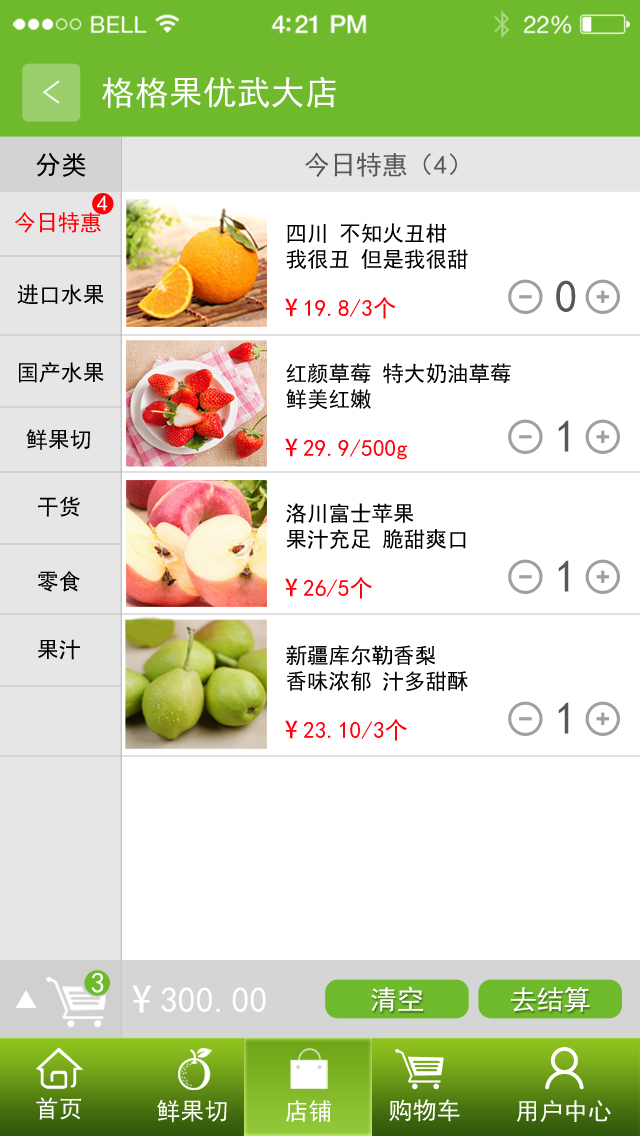 BELL 4:21 PM 22%
格格果优武大店
分类
今日特惠（4）
今日特惠 4
进口水果
国产水果
鲜果切
干货
零食
果汁
四川 不知火丑柑
我很丑 但是我很甜
¥19.8/3个
0
红颜草莓 特大奶油草莓
鲜美红嫩
¥29.9/500g
1
洛川富士苹果
果汁充足 脆甜爽口
¥26/5个
1
新疆库尔勒香梨
香味浓郁 汁多甜酥
¥23.10/3个
1
3
¥300.00
清空
去结算
首页
鲜果切
店铺
购物车
用户中心